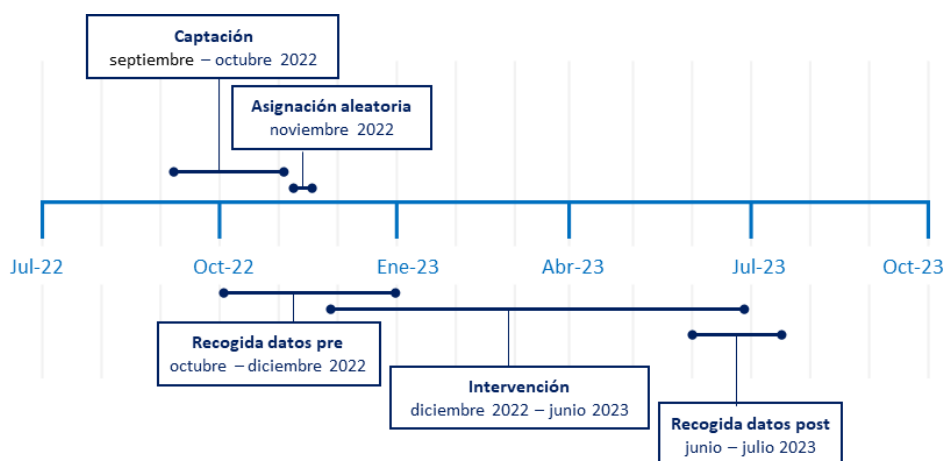 Captación
septiembre – octubre 2022
Asignación aleatoria
noviembre 2022
Jul-22
Oct-22
Ene-23
Abr-23
Jul-23
Oct-23
Recogida datos pre
octubre – diciembre 2022
Intervención
diciembre 2022 – junio 2023
Recogida datos post
junio – julio 2023